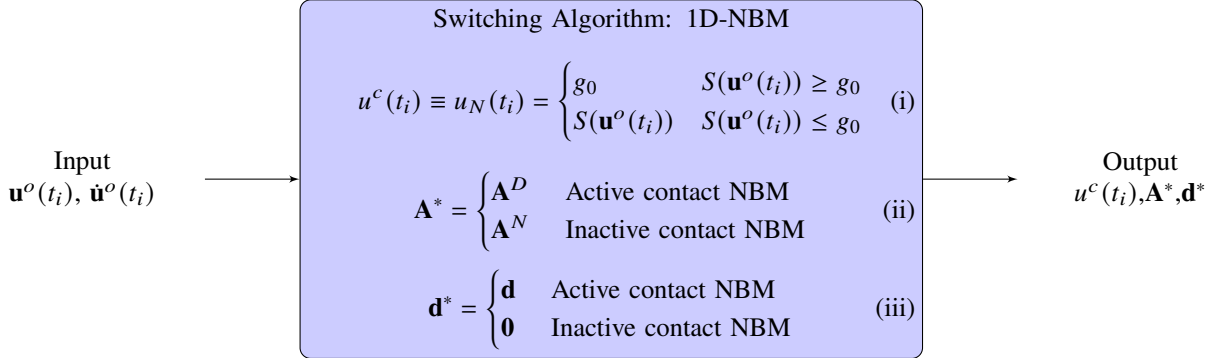 Switching Algorithm: 1D-NBM
u^c(t_i) ≡ u_N(t_i) = { g_0 S(𝐮^o(t_i)) ≥ g_0
S(𝐮^o(t_i)) S(𝐮^o(t_i)) ≤ g_0 (i)
Input
𝐮^o(t_i), 𝐮̇^o(t_i)
𝐀^* = { 𝐀^D Active contact NBM
𝐀^N Inactive contact NBM (ii)
𝐝^* = { 𝐝 Active contact NBM
𝟎 Inactive contact NBM (iii)
Output
u^c(t_i),𝐀^*,𝐝^*